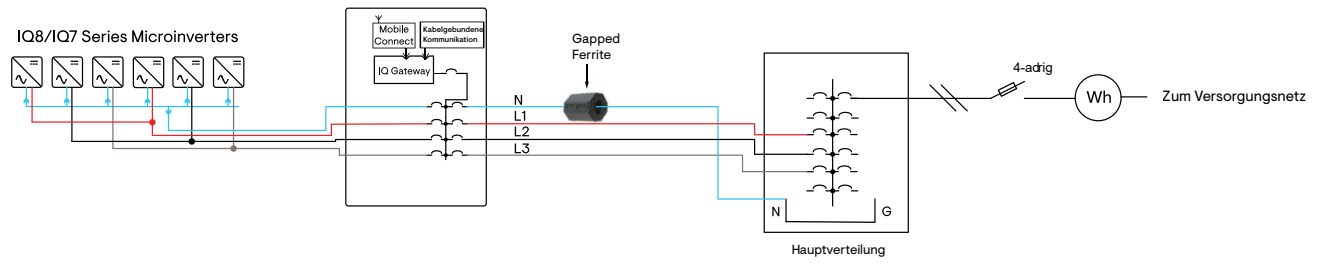 IQ8/IQ7 Series Microinverters
Mobile
Connect
Kabelgebundene
Kommunikation
IQ Gateway
N
L1
L2
L3
Gapped
Ferrite
N
G
Hauptverteilung
4-adrig
Wh
Zum Versorgungsnetz